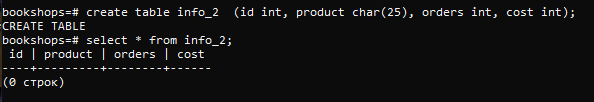 bookshops=# create table info_2  (id int, product char(25), orders int, cost int);
CREATE TABLE
bookshops=# select * from info_2;
 id | product | orders | cost
----+---------+--------+------
(0 строк)